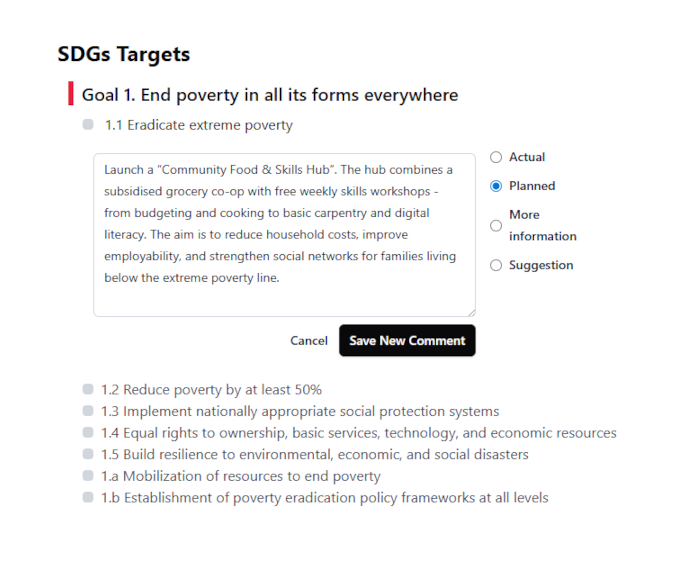 SDGs Targets
Goal 1. End poverty in all its forms everywhere
1.1 Eradicate extreme poverty
Launch a "Community Food & Skills Hub". The hub combines a
subsidised grocery co-op with free weekly skills workshops -
from budgeting and cooking to basic carpentry and digital
literacy. The aim is to reduce household costs, improve
employability, and strengthen social networks for families living
below the extreme poverty line.
Actual
Planned
More
information
Suggestion
Cancel
Save New Comment
1.2 Reduce poverty by at least 50%
1.3 Implement nationally appropriate social protection systems
1.4 Equal rights to ownership, basic services, technology, and economic resources
1.5 Build resilience to environmental, economic, and social disasters
1.a Mobilization of resources to end poverty
1.b Establishment of poverty eradication policy frameworks at all levels